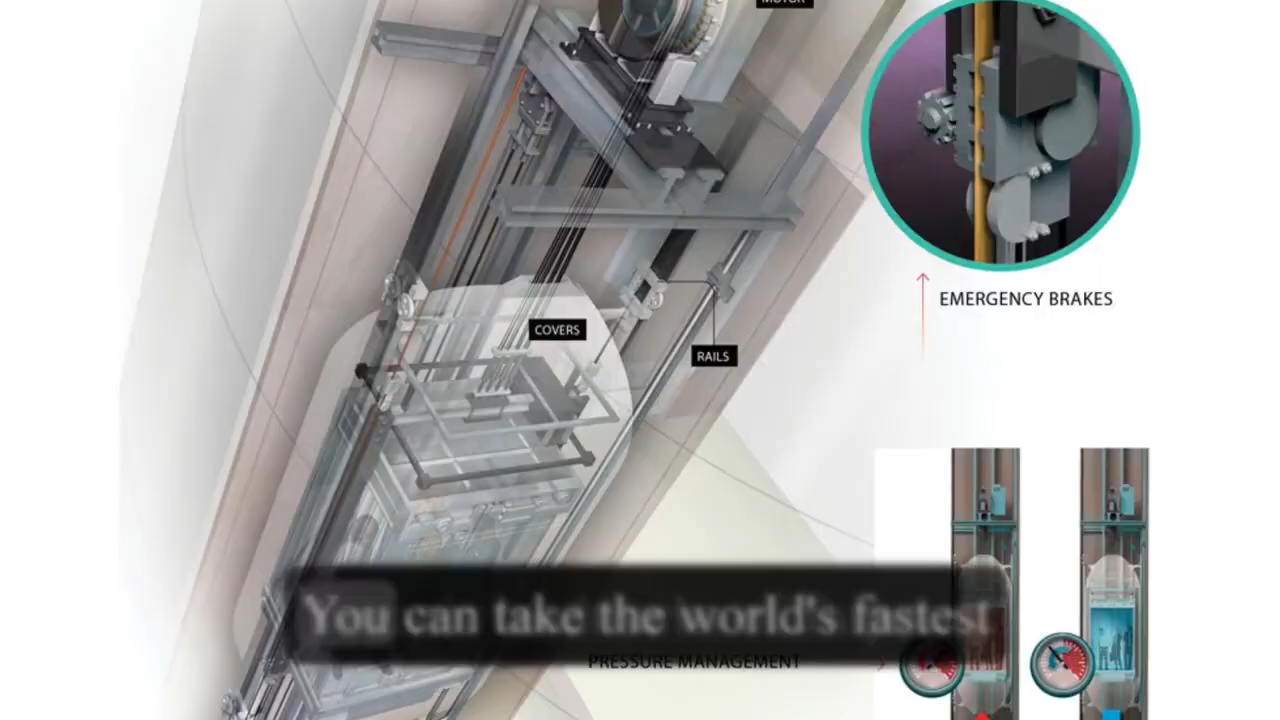 MOTOR
EMERGENCY BRAKES
COVERS
RAILS
You can take the world's fastest
PRESSURE MANAGEMENT